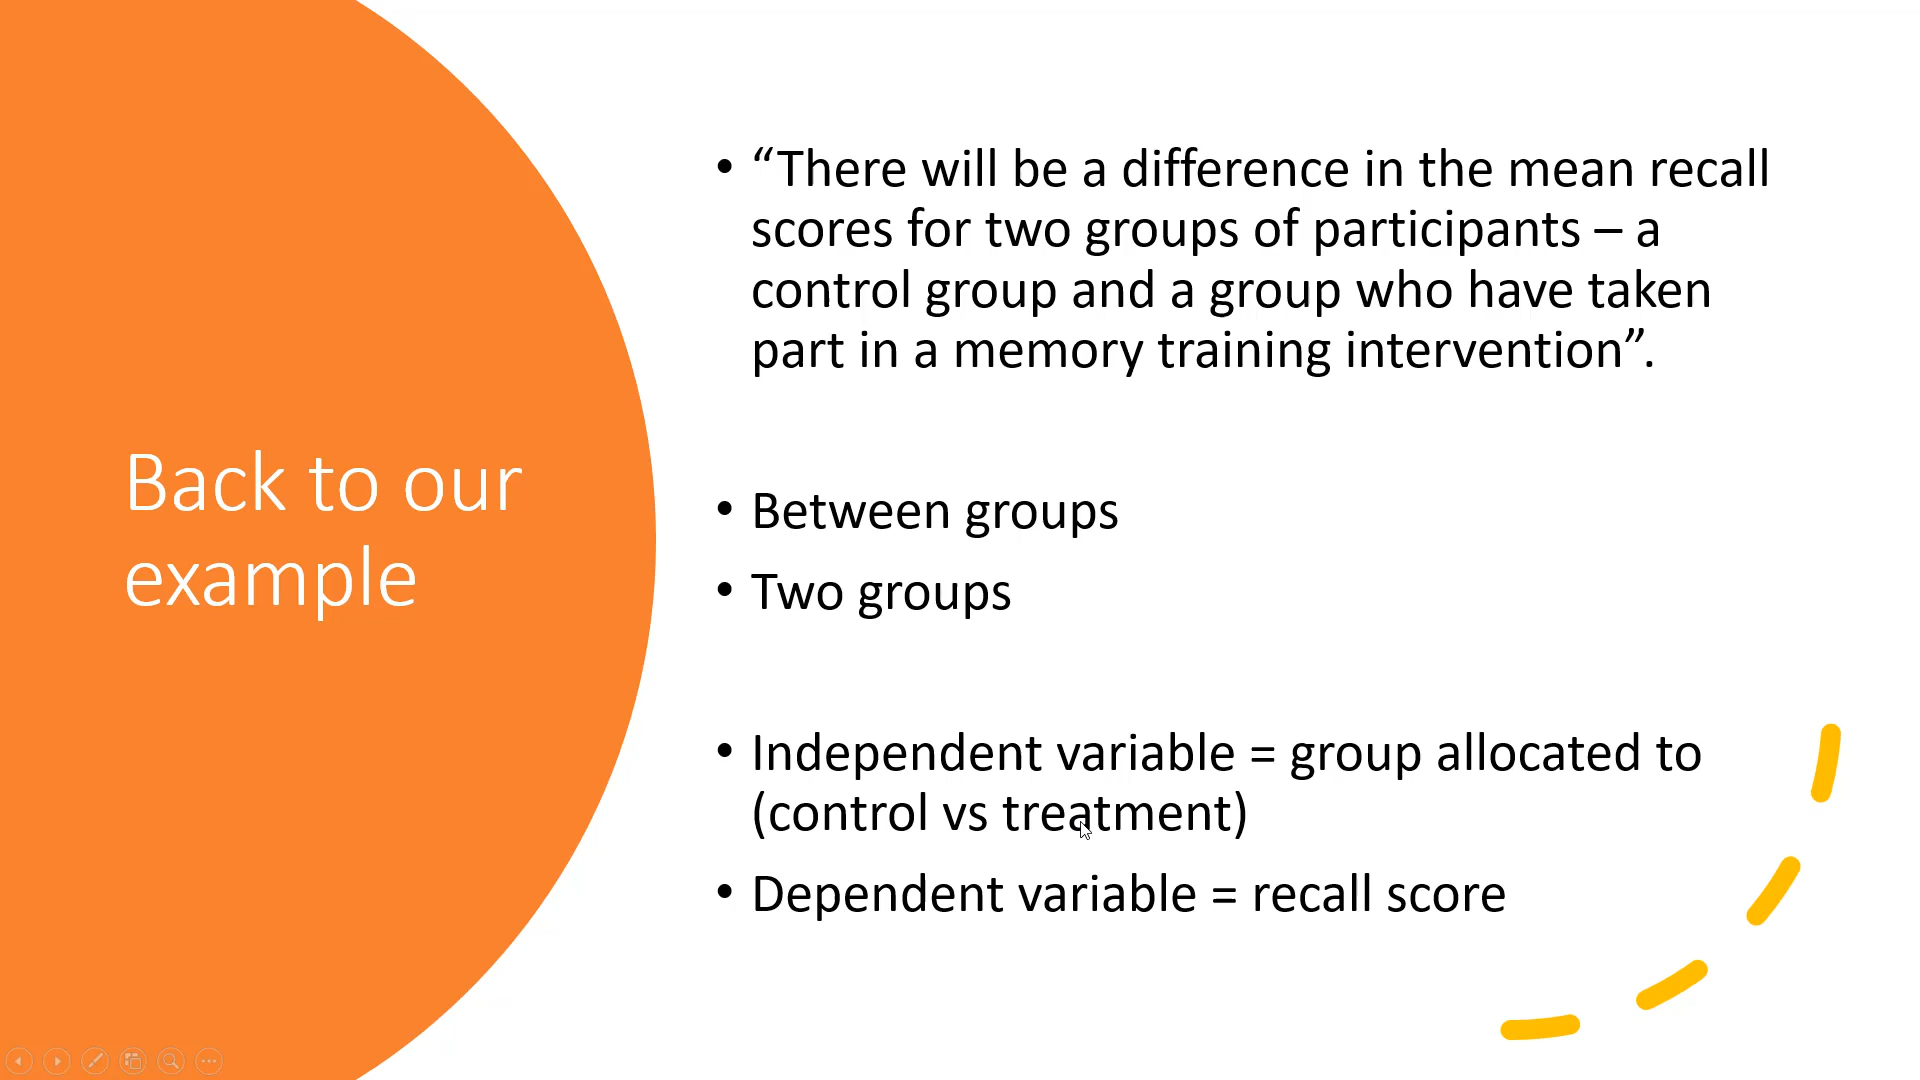 Back to our
example
• “There will be a difference in the mean recall
scores for two groups of participants – a
control group and a group who have taken
part in a memory training intervention”.
• Between groups
• Two groups
• Independent variable = group allocated to
(control vs treatment)
• Dependent variable = recall score